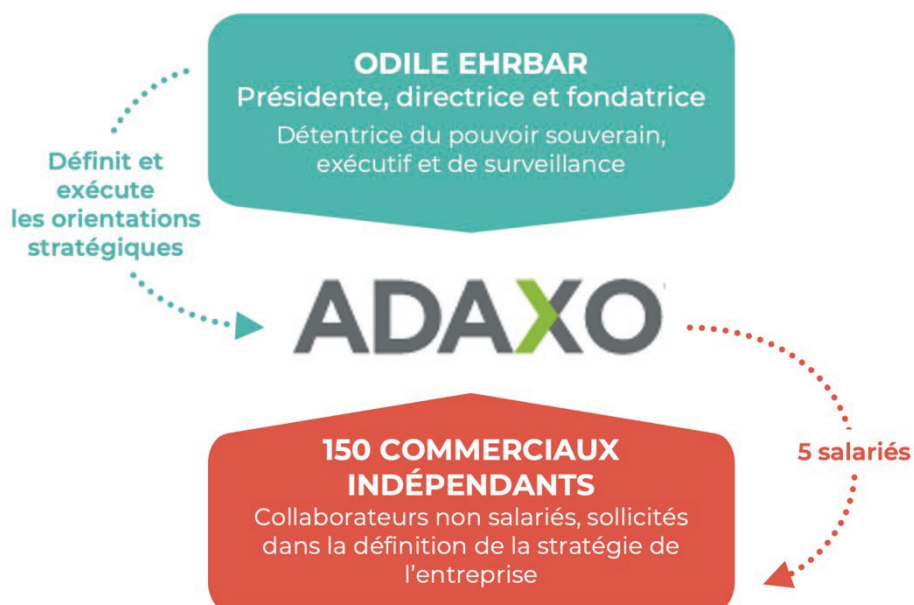 ODILE EHRBAR
Présidente, directrice et fondatrice
Détentrice du pouvoir souverain,
exécutif et de surveillance
Définit et
exécute
les orientations
stratégiques
ADAXO
5 salariés
150 COMMERCIAUX
INDÉPENDANTS
Collaborateurs non salariés, sollicités
dans la définition de la stratégie de
l’entreprise